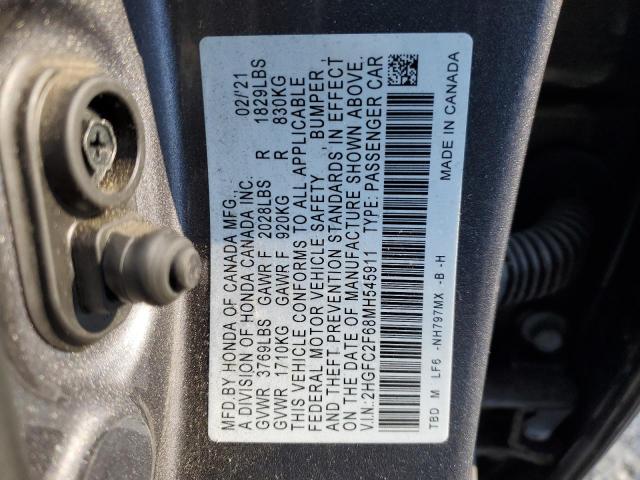 MFD.BY HONDA OF CANADA MFG.,
A DIVISION OF HONDA CANADA INC. 02/'21
GVWR 3769LBS GAWR F 2028LBS R 1829LBS
GVWR 1710KG GAWR F 920KG R 830KG
THIS VEHICLE CONFORMS TO ALL APPLICABLE
FEDERAL MOTOR VEHICLE SAFETY, BUMPER,
AND THEFT PREVENTION STANDARDS IN EFFECT
ON THE DATE OF MANUFACTURE SHOWN ABOVE.
V.I.N.:2HGFC2F68MH545911 TYPE: PASSENGER CAR
MADE IN CANADA
TBD M LF6 -NH797MX -B -H